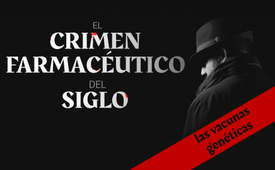 EL
CRIMEN
FARMACÉUTICO
DEL
SIGLO
las vacunas
genéticas